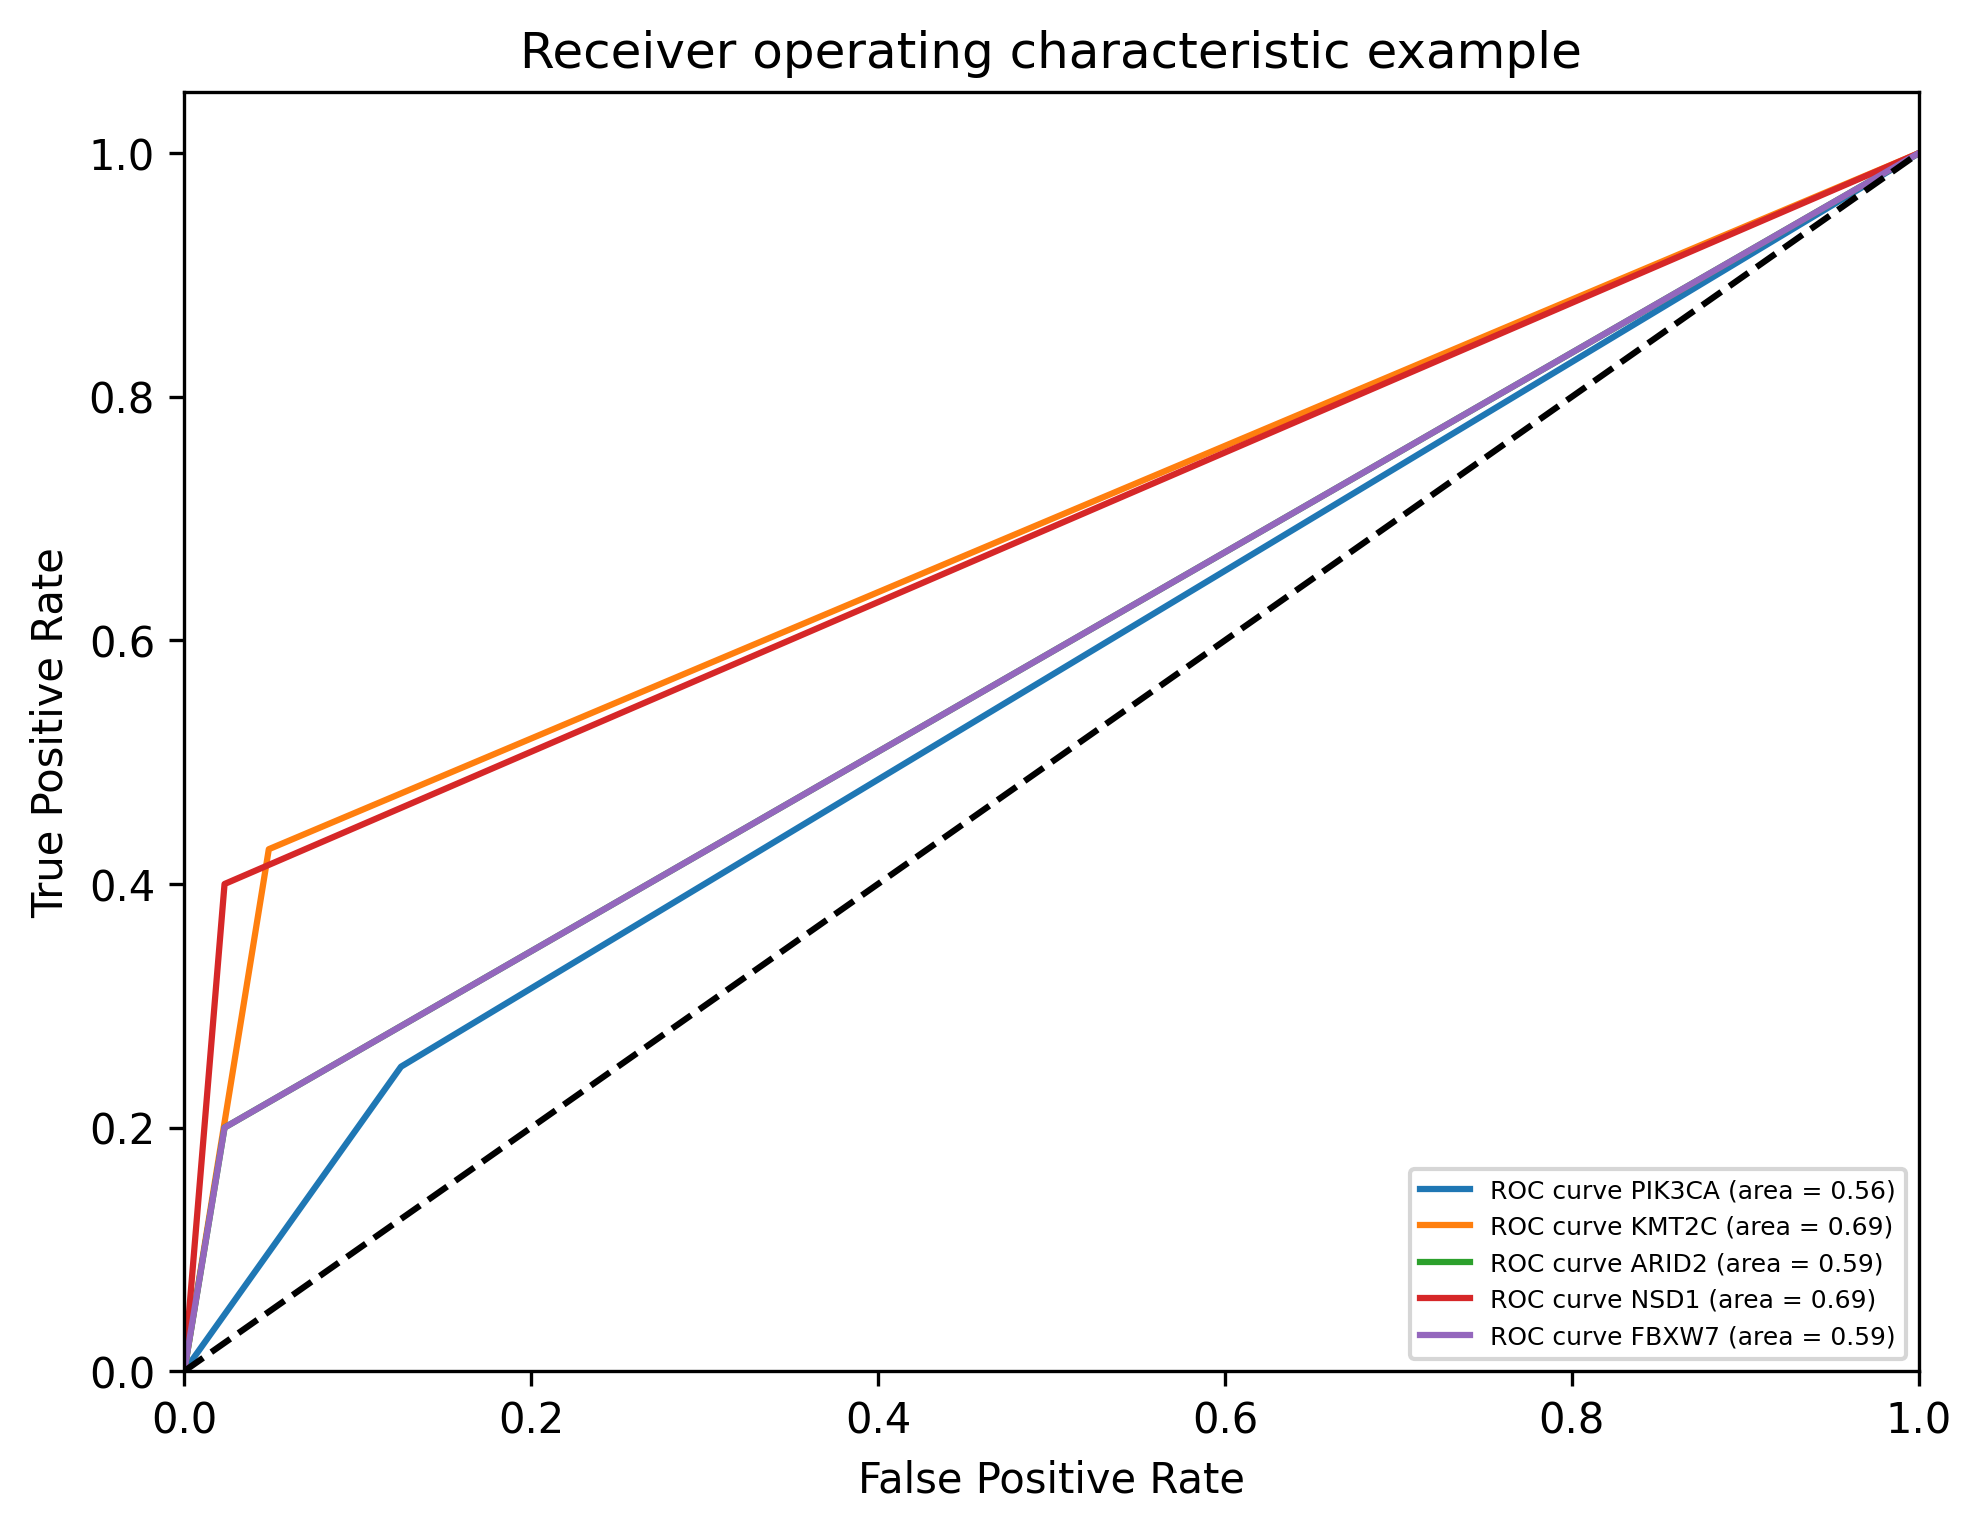 Receiver operating characteristic example
True Positive Rate
1.0
0.8
0.6
0.4
0.2
0.0
0.0 0.2 0.4 0.6 0.8 1.0
False Positive Rate
ROC curve PIK3CA (area = 0.56)
ROC curve KMT2C (area = 0.69)
ROC curve ARID2 (area = 0.59)
ROC curve NSD1 (area = 0.69)
ROC curve FBXW7 (area = 0.59)